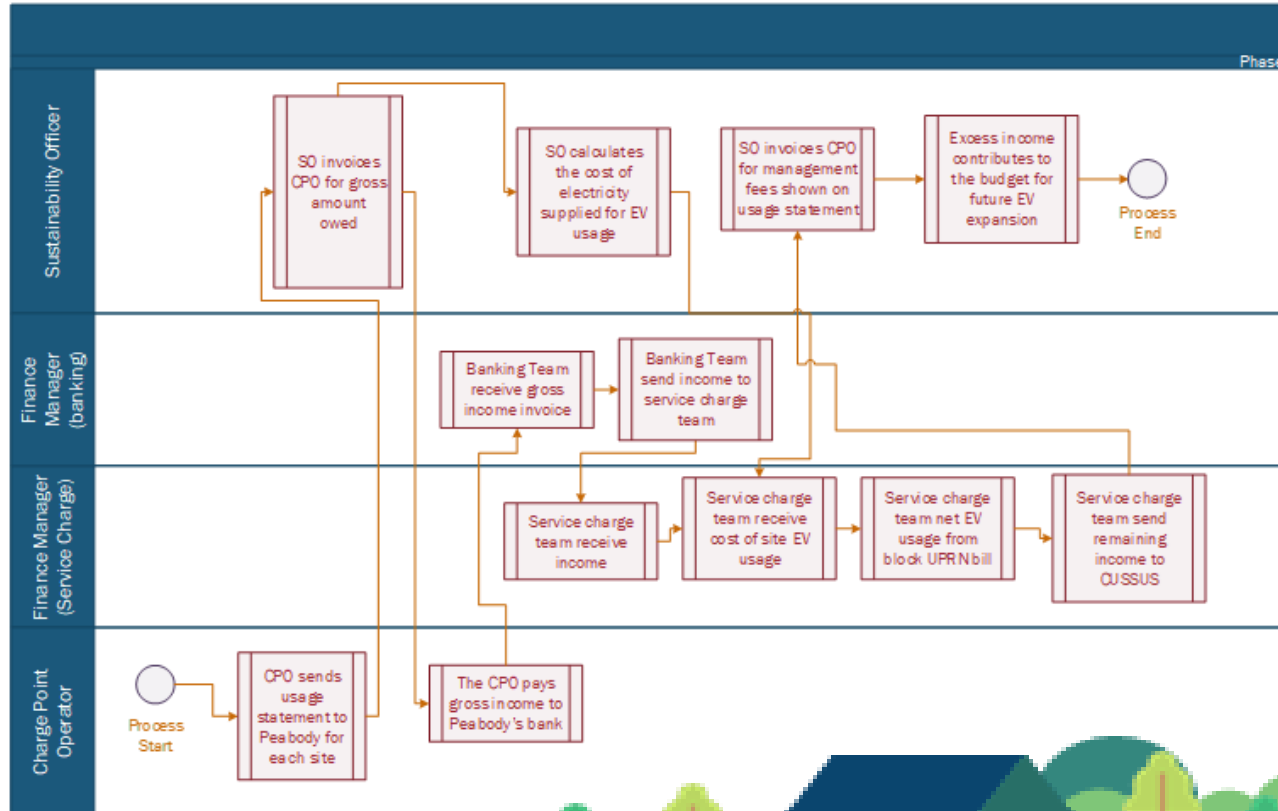 Phase
Sustainability Officer
SO invoices
CPO for gross
amount
owed
SO calculates
the cost of
electricity
supplied for EV
usage
SO invoices CPO
for management
fees shown on
usage statement
Excess income
contributes to
the budget for
future EV
expansion
Process
End
Finance
Manager
(banking)
Banking Team
receive gross
income invoice
Banking Team
send income to
service charge
team
Finance Manager
(Service Charge)
Service charge
team receive
income
Service charge
team receive
cost of site EV
usage
Service charge
team net EV
usage from
block UPRN bill
Service charge
team send
remaining
income to
CUSSUS
Charge Point
Operator
Process
Start
CPO sends
usage
statement to
Peabody for
each site
The CPO pays
gross income to
Peabody's bank